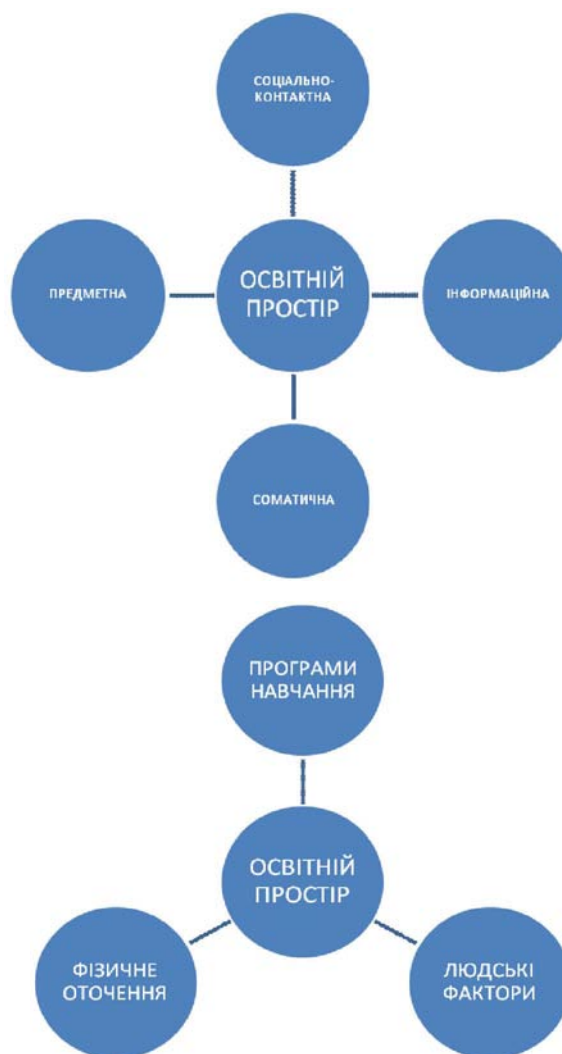 СОЦІАЛЬНО-
КОНТАКТНА
ПРЕДМЕТНА
ОСВІТНІЙ
ПРОСТІР
ІНФОРМАЦІЙНА
СОМАТИЧНА
ПРОГРАМИ
НАВЧАННЯ
ОСВІТНІЙ
ПРОСТІР
ФІЗИЧНЕ
ОТОЧЕННЯ
ЛЮДСЬКІ
ФАКТОРИ